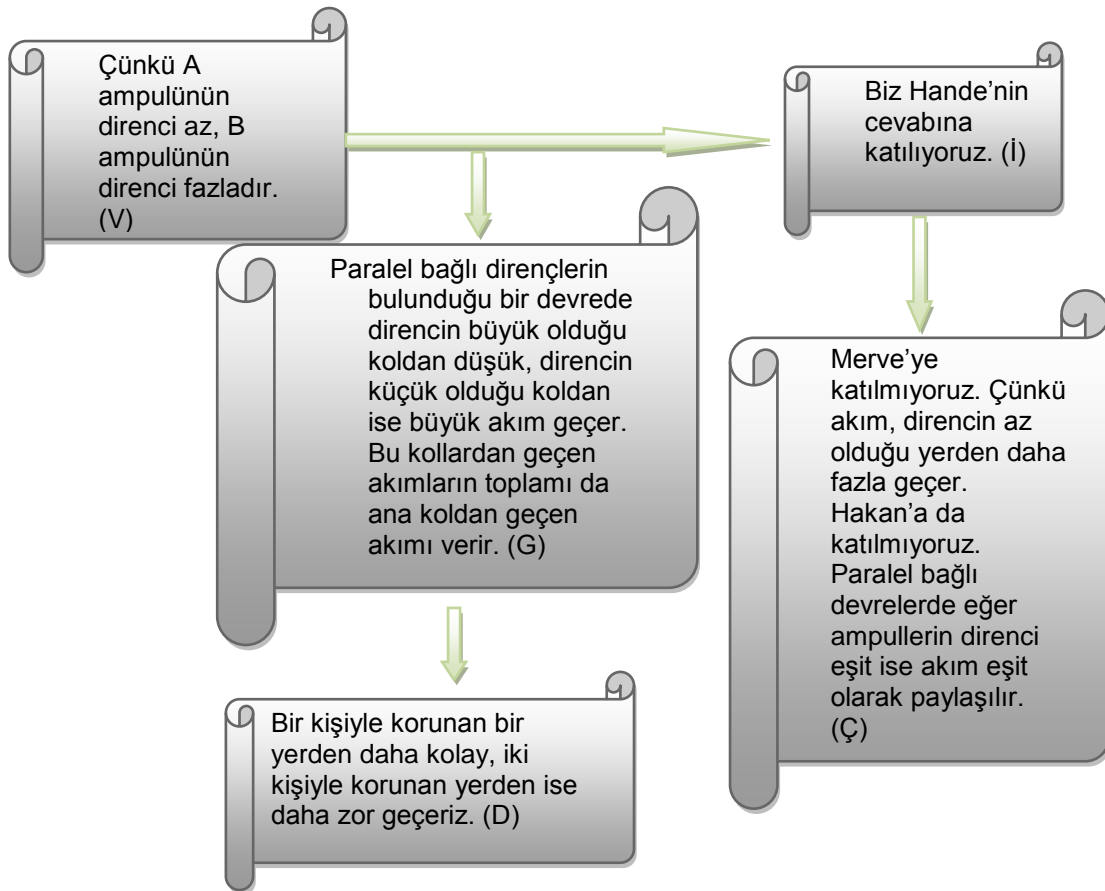 Çünkü A
ampulünün
direnci az, B
ampulünün
direnci fazladır.
(V)
Biz Hande’nin
cevabına
katılıyoruz. (İ)
Paralel bağlı dirençlerin
bulunduğu bir devrede
direncin büyük olduğu
koldan düşük, direncin
küçük olduğu koldan
ise büyük akım geçer.
Bu kollardan geçen
akımların toplamı da
ana koldan geçen
akımı verir. (G)
Merve’ye
katılmıyoruz. Çünkü
akım, direncin az
olduğu yerden daha
fazla geçer.
Hakan’a da
katılmıyoruz.
Paralel bağlı
devrelerde eğer
ampullerin direnci
eşit ise akım eşit
olarak paylaşılır.
(Ç)
Bir kişiyle korunan bir
yerden daha kolay, iki
kişiyle korunan yerden ise
daha zor geçeriz. (D)